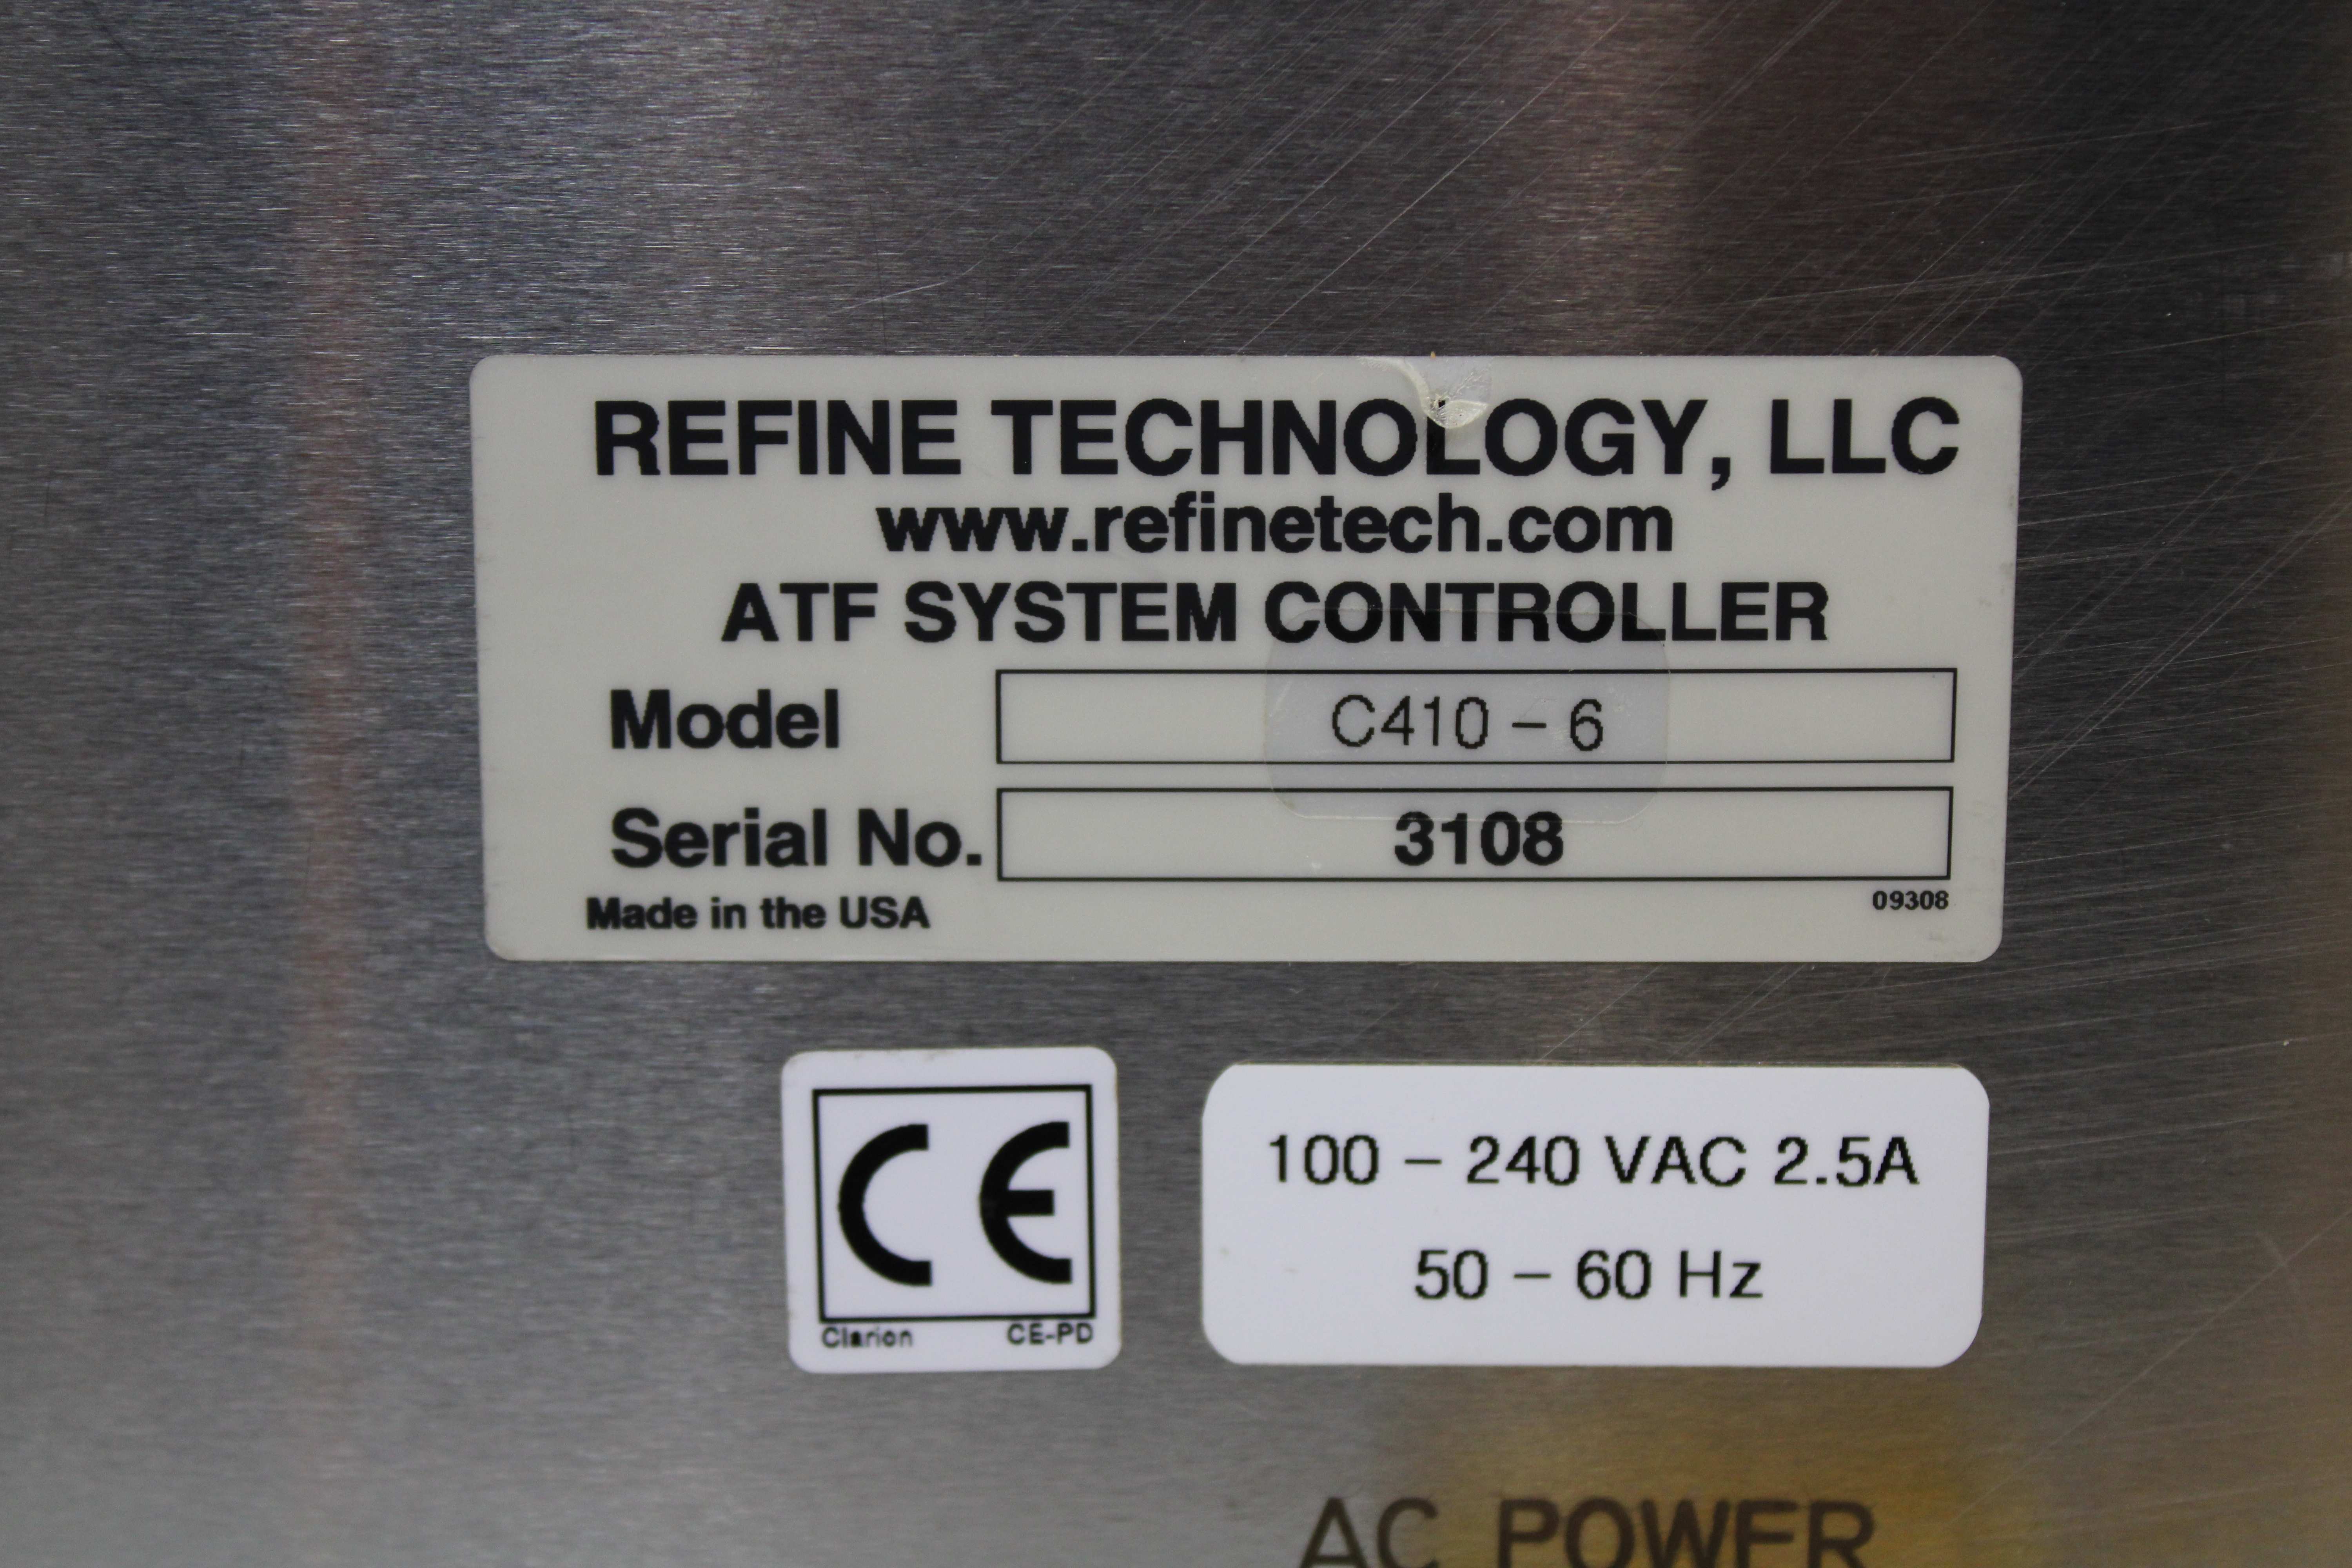 REFINE TECHNOLOGY, LLC
www.refinetech.com
ATF SYSTEM CONTROLLER
Model C410 – 6
Serial No. 3108
Made in the USA 09308
CE
Clarion CE-PD
100 – 240 VAC 2.5A
50 – 60 Hz
AC POWER